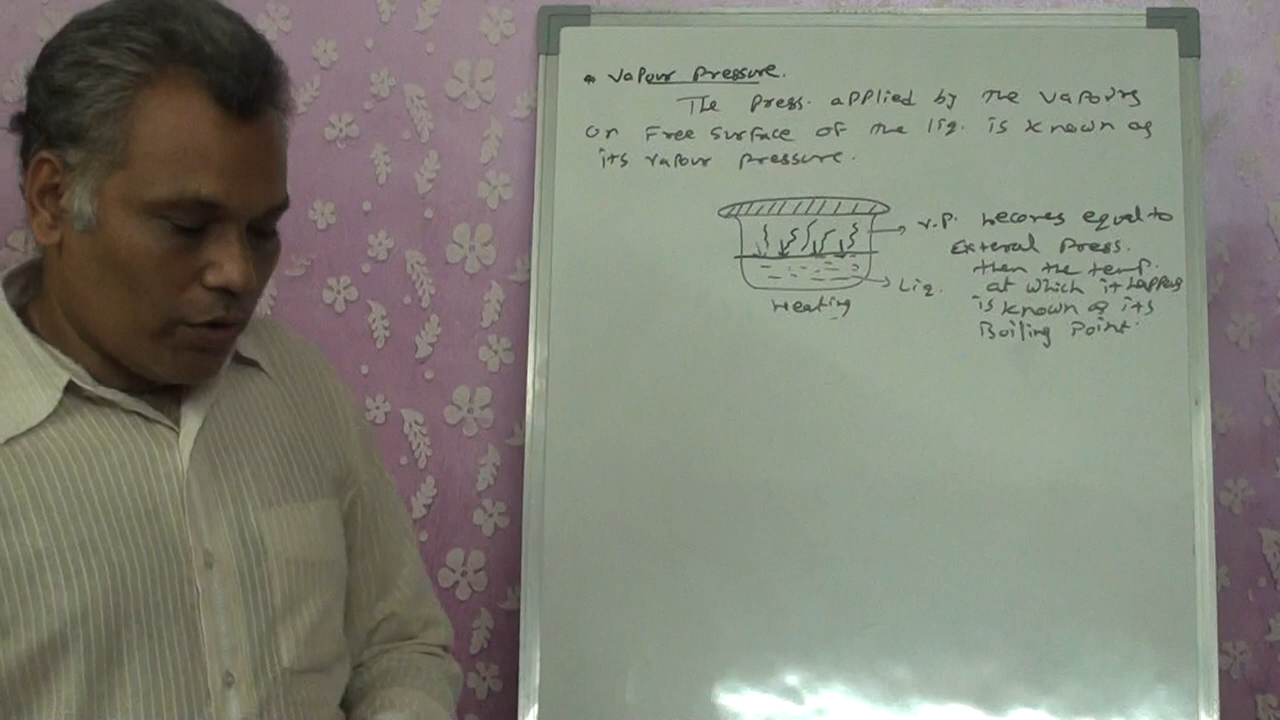 • Vapour Pressure.
The Press. applied by the vapours
on Free surface of the liq. is known as
its vapour pressure.
→ V.P. becomes equal to
External Press.
then the temp.
at which it happens
is known as its
Boiling Point.
→ Liq.
Heating